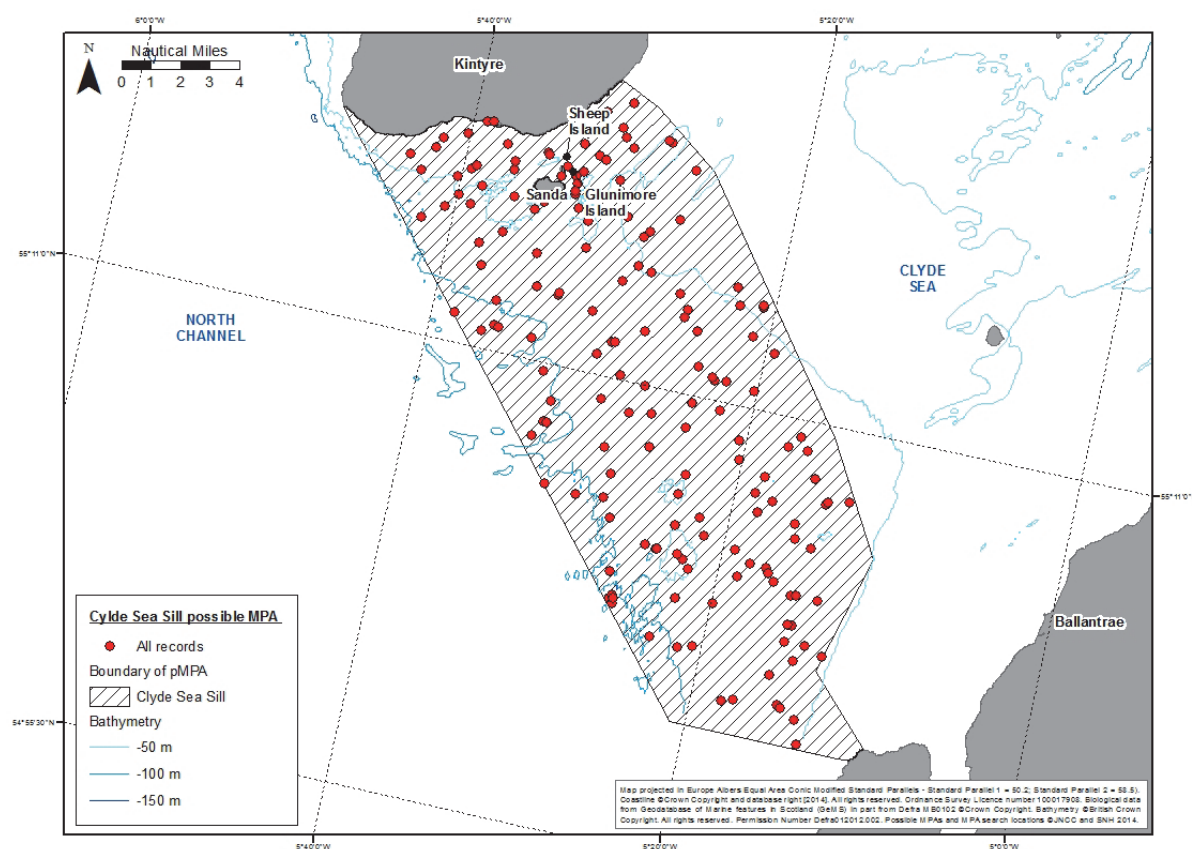 6°0'0"W
5°40'0"W
5°20'0"W
N
Nautical Miles
0 1 2 3 4
Kintyre
Sheep
Island
Sanda
Glunimore
Island
55°11'0"N
CLYDE
SEA
NORTH
CHANNEL
55°11'0"
Cylde Sea Sill possible MPA
All records
Boundary of pMPA
Clyde Sea Sill
Bathymetry
-50 m
-100 m
-150 m
Ballantrae
54°55'30"N
Map projected in Europe Albers Equal Area Conic Modified Standard Parallels - Standard Parallel 1 = 50.2; Standard Parallel 2 = 58.5).
Coastline ©Crown Copyright and database right [2014]. All rights reserved. Ordnance Survey Licence number 100017908. Biological data
from Geodatabase of Marine features in Scotland (GeMS) in part from Defra MB0102 ©Crown Copyright. Bathymetry ©British Crown
Copyright. All rights reserved. Permission Number Defra012012.002. Possible MPAs and MPA search locations ©JNCC and SNH 2014.
5°40'0"W
5°20'0"W
5°0'0"W